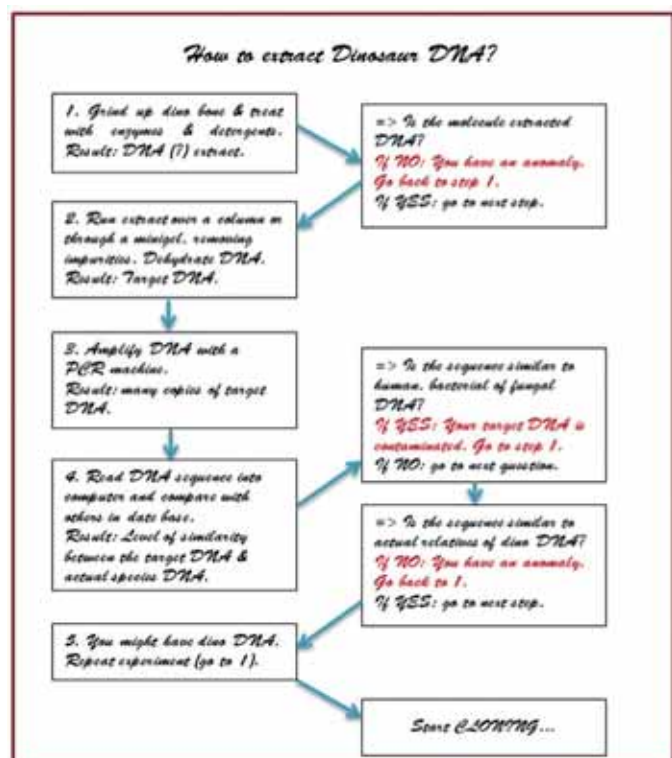 How to extract Dinosaur DNA?
1. Grind up dino bone & treat
with enzymes & detergents.
Result: DNA (?) extract.
=> Is the molecule extracted
DNA?
If NO: You have an anomaly.
Go back to step 1.
If YES: go to next step.
2. Run extract over a column or
through a minigel, removing
impurities. Dehydrate DNA.
Result: Target DNA.
3. Amplify DNA with a
PCR machine.
Result: many copies of target
DNA.
=> Is the sequence similar to
human, bacterial of fungal
DNA?
If YES: Your target DNA is
contaminated. Go to step 1.
If NO: go to next question.
4. Read DNA sequence into
computer and compare with
others in date base.
Result: Level of similarity
between the target DNA &
actual species DNA.
=> Is the sequence similar to
actual relatives of dino DNA?
If NO: You have an anomaly.
Go back to 1.
If YES: go to next step.
5. You might have dino DNA.
Repeat experiment (go to 1).
Start CLONING...